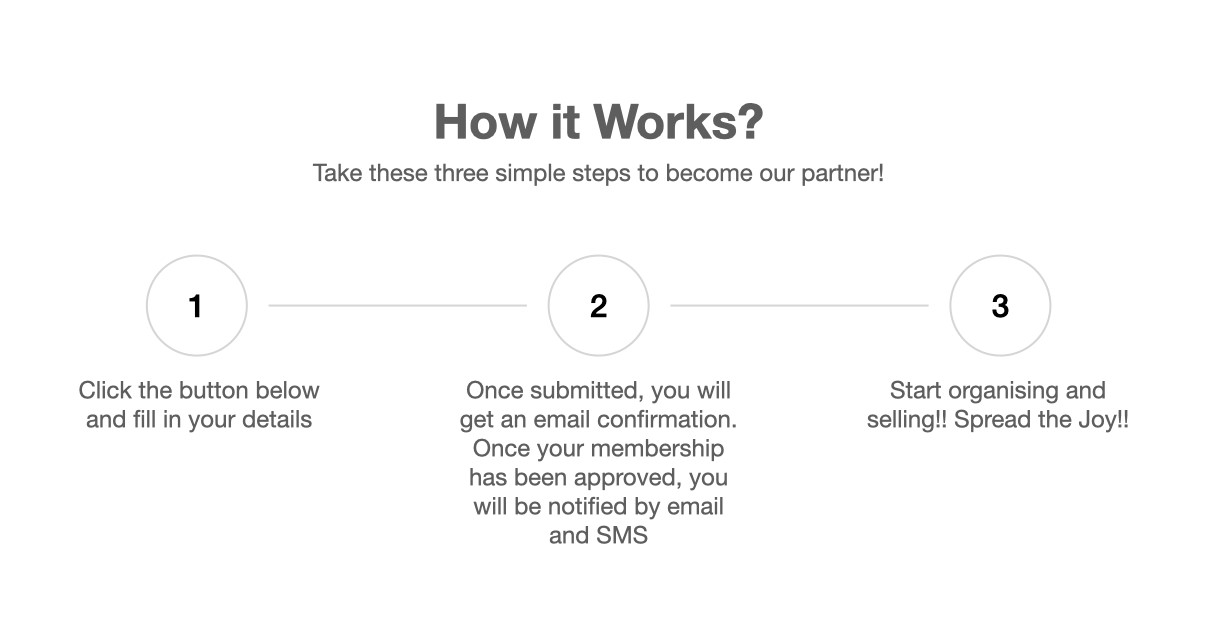 How it Works?
Take these three simple steps to become our partner!
1
2
3
Click the button below
and fill in your details
Once submitted, you will
get an email confirmation.
Once your membership
has been approved, you
will be notified by email
and SMS
Start organising and
selling!! Spread the Joy!!